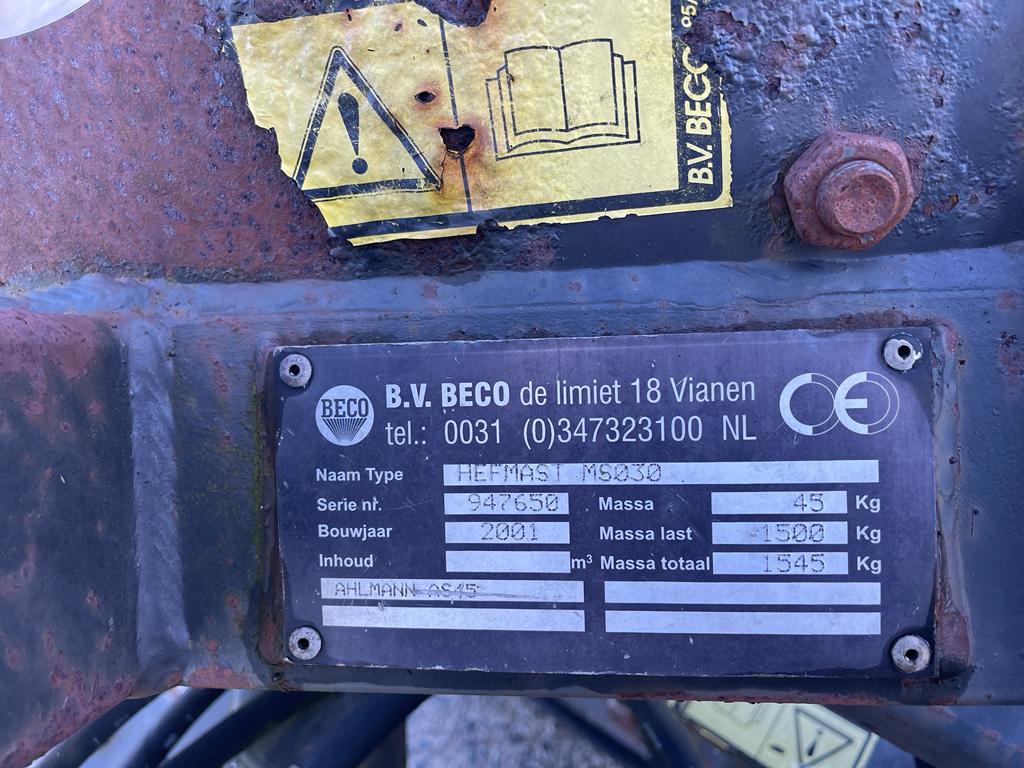 B.V. BECO
BECO
B.V. BECO de limiet 18 Vianen
tel.: 0031 (0)347323100 NL
CE
Naam Type HEFMAST MS030
Serie nr. 947650 Massa 45 Kg
Bouwjaar 2001 Massa last 1500 Kg
Inhoud m³ Massa totaal 1545 Kg
AHLMANN AS45